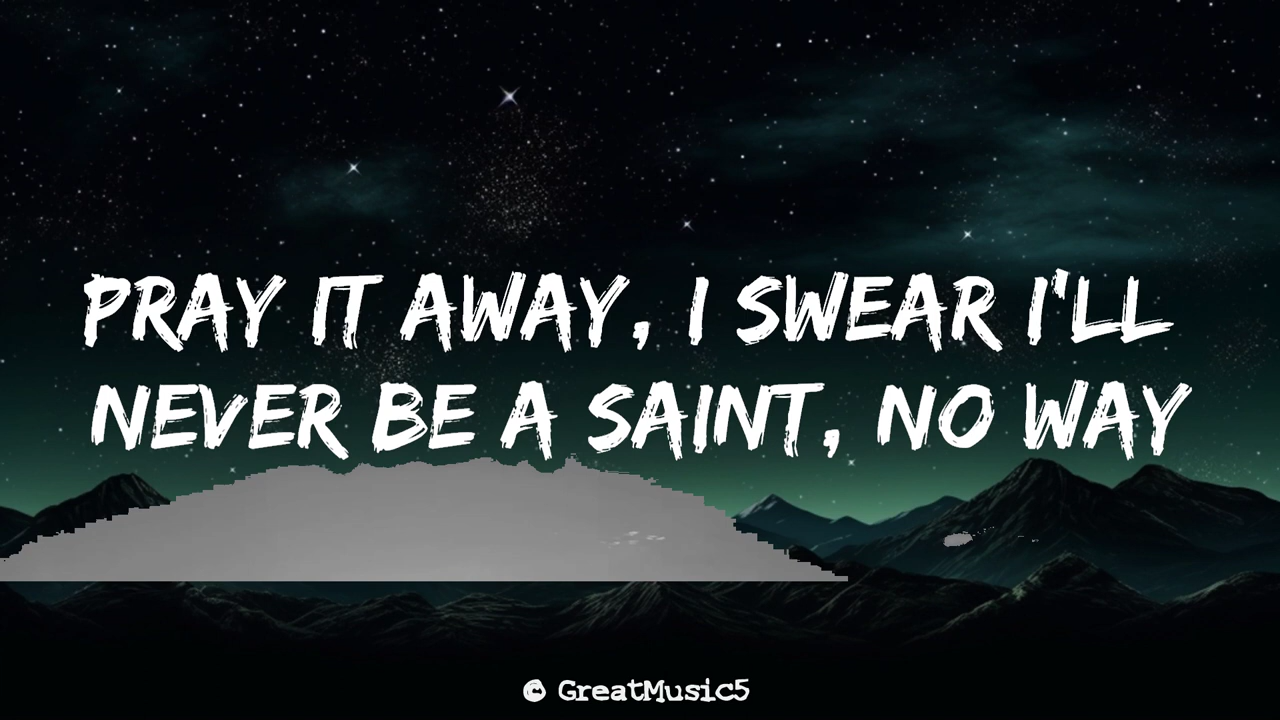 PRAY IT AWAY, I SWEAR I'LL
NEVER BE A SAINT, NO WAY
© GreatMusic5